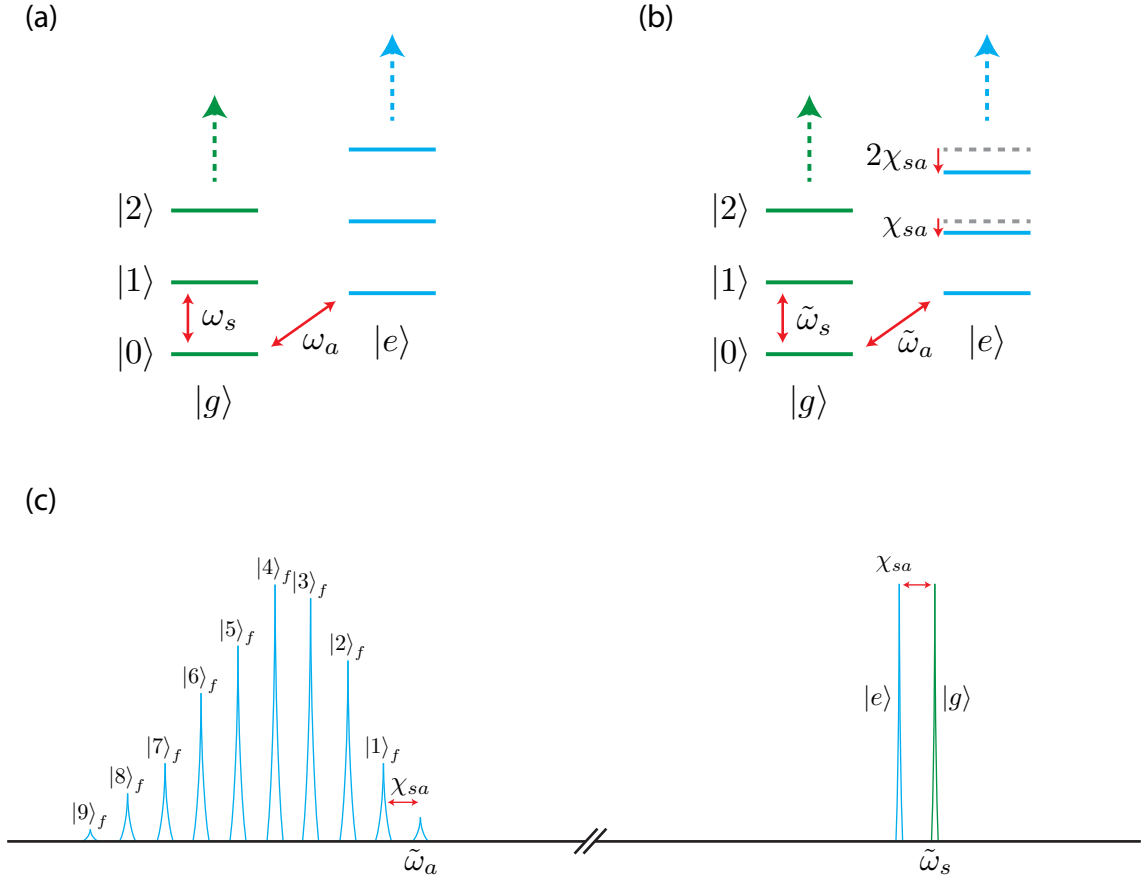 (a)
(b)
|2⟩
|1⟩
|0⟩
ω_s
ω_a
|e⟩
|g⟩
2χ_sa
χ_sa
|2⟩
|1⟩
|0⟩
ω̃_s
ω̃_a
|e⟩
|g⟩
(c)
|9⟩_f
|8⟩_f
|7⟩_f
|6⟩_f
|5⟩_f
|4⟩_f
|3⟩_f
|2⟩_f
|1⟩_f
χ_sa
ω̃_a
χ_sa
|e⟩
|g⟩
ω̃_s